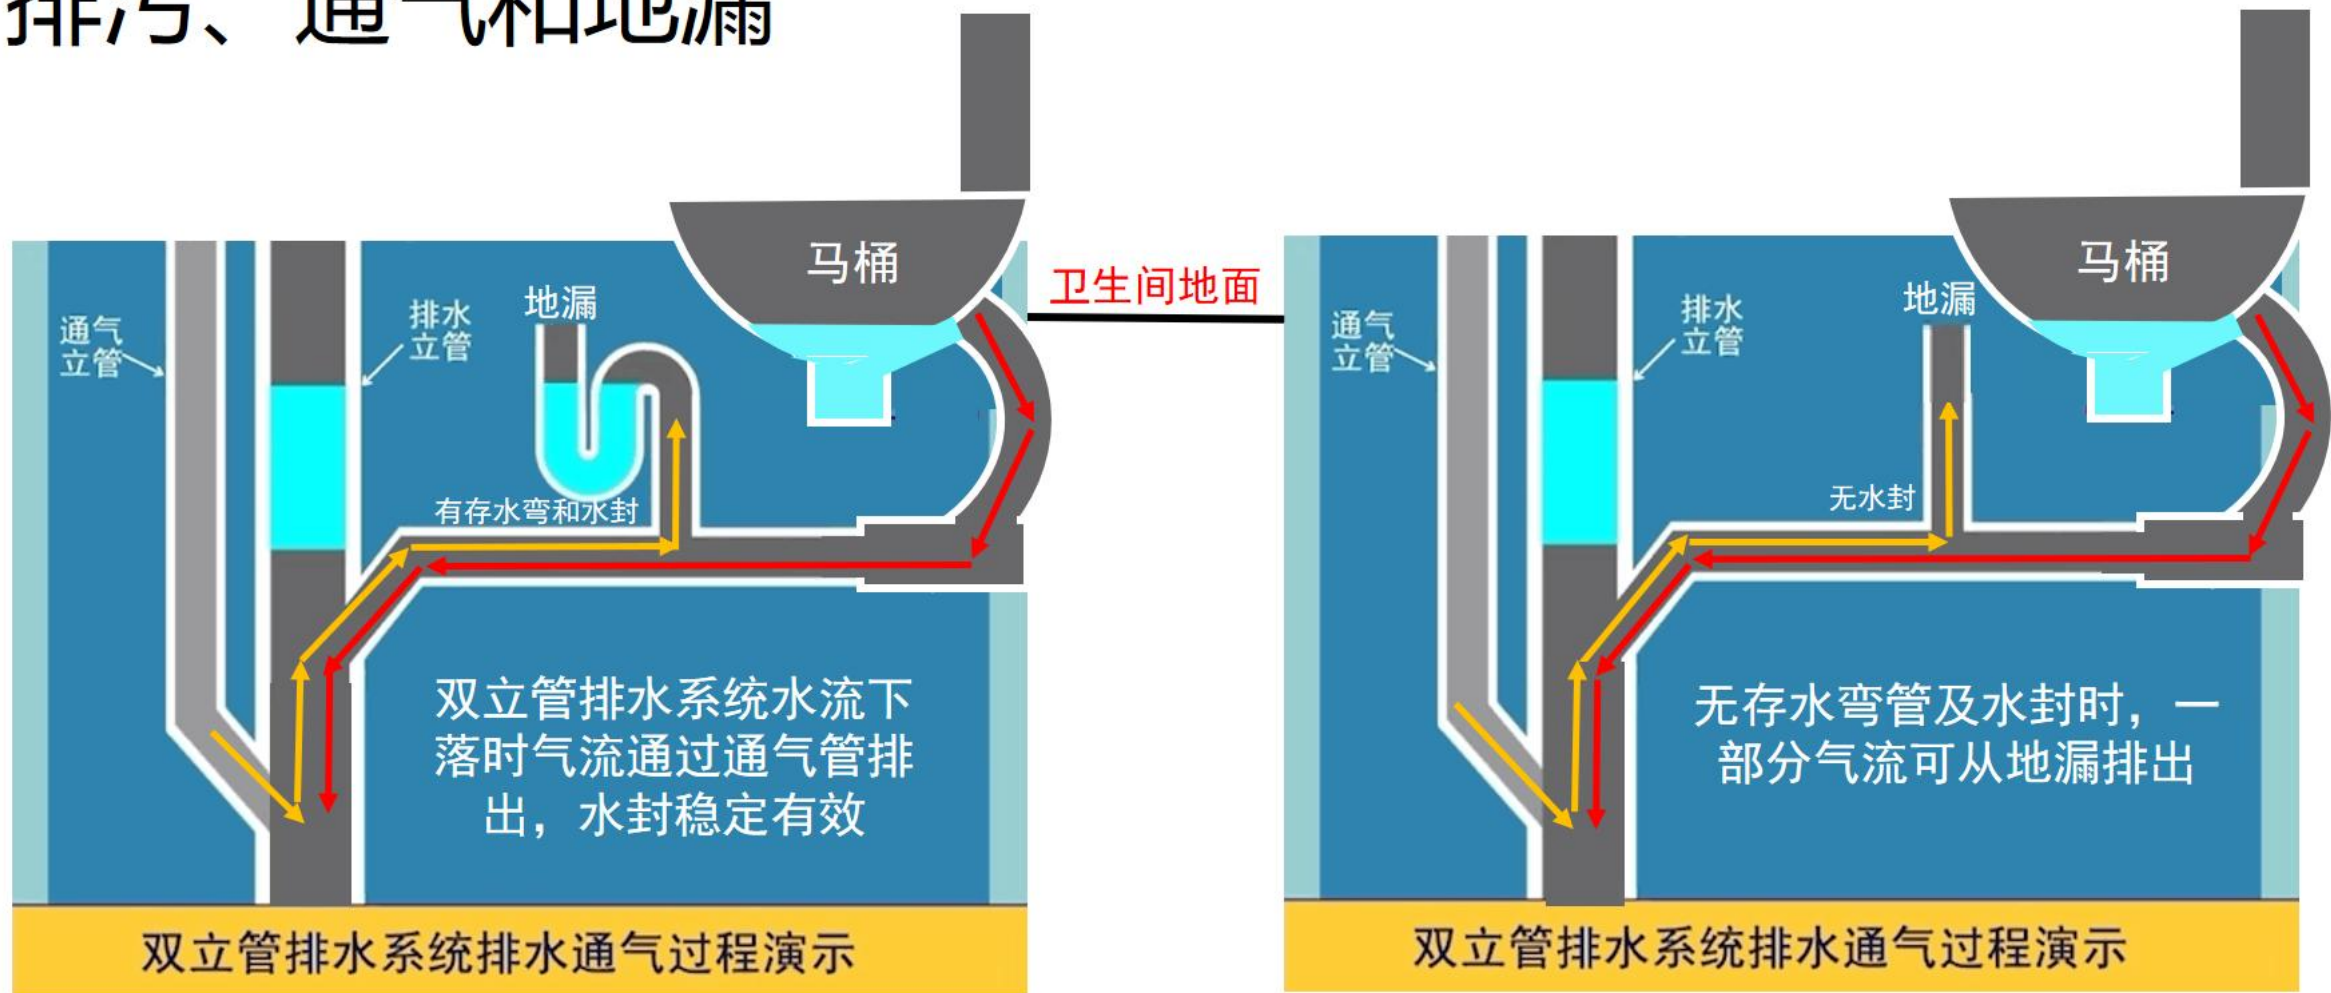 排污、通气和地漏
马桶
地漏
通气
立管
排水
立管
有存水弯和水封
双立管排水系统水流下
落时气流通过通气管排
出，水封稳定有效
双立管排水系统排水通气过程演示
卫生间地面
马桶
地漏
通气
立管
排水
立管
无水封
无存水弯管及水封时，一
部分气流可从地漏排出
双立管排水系统排水通气过程演示